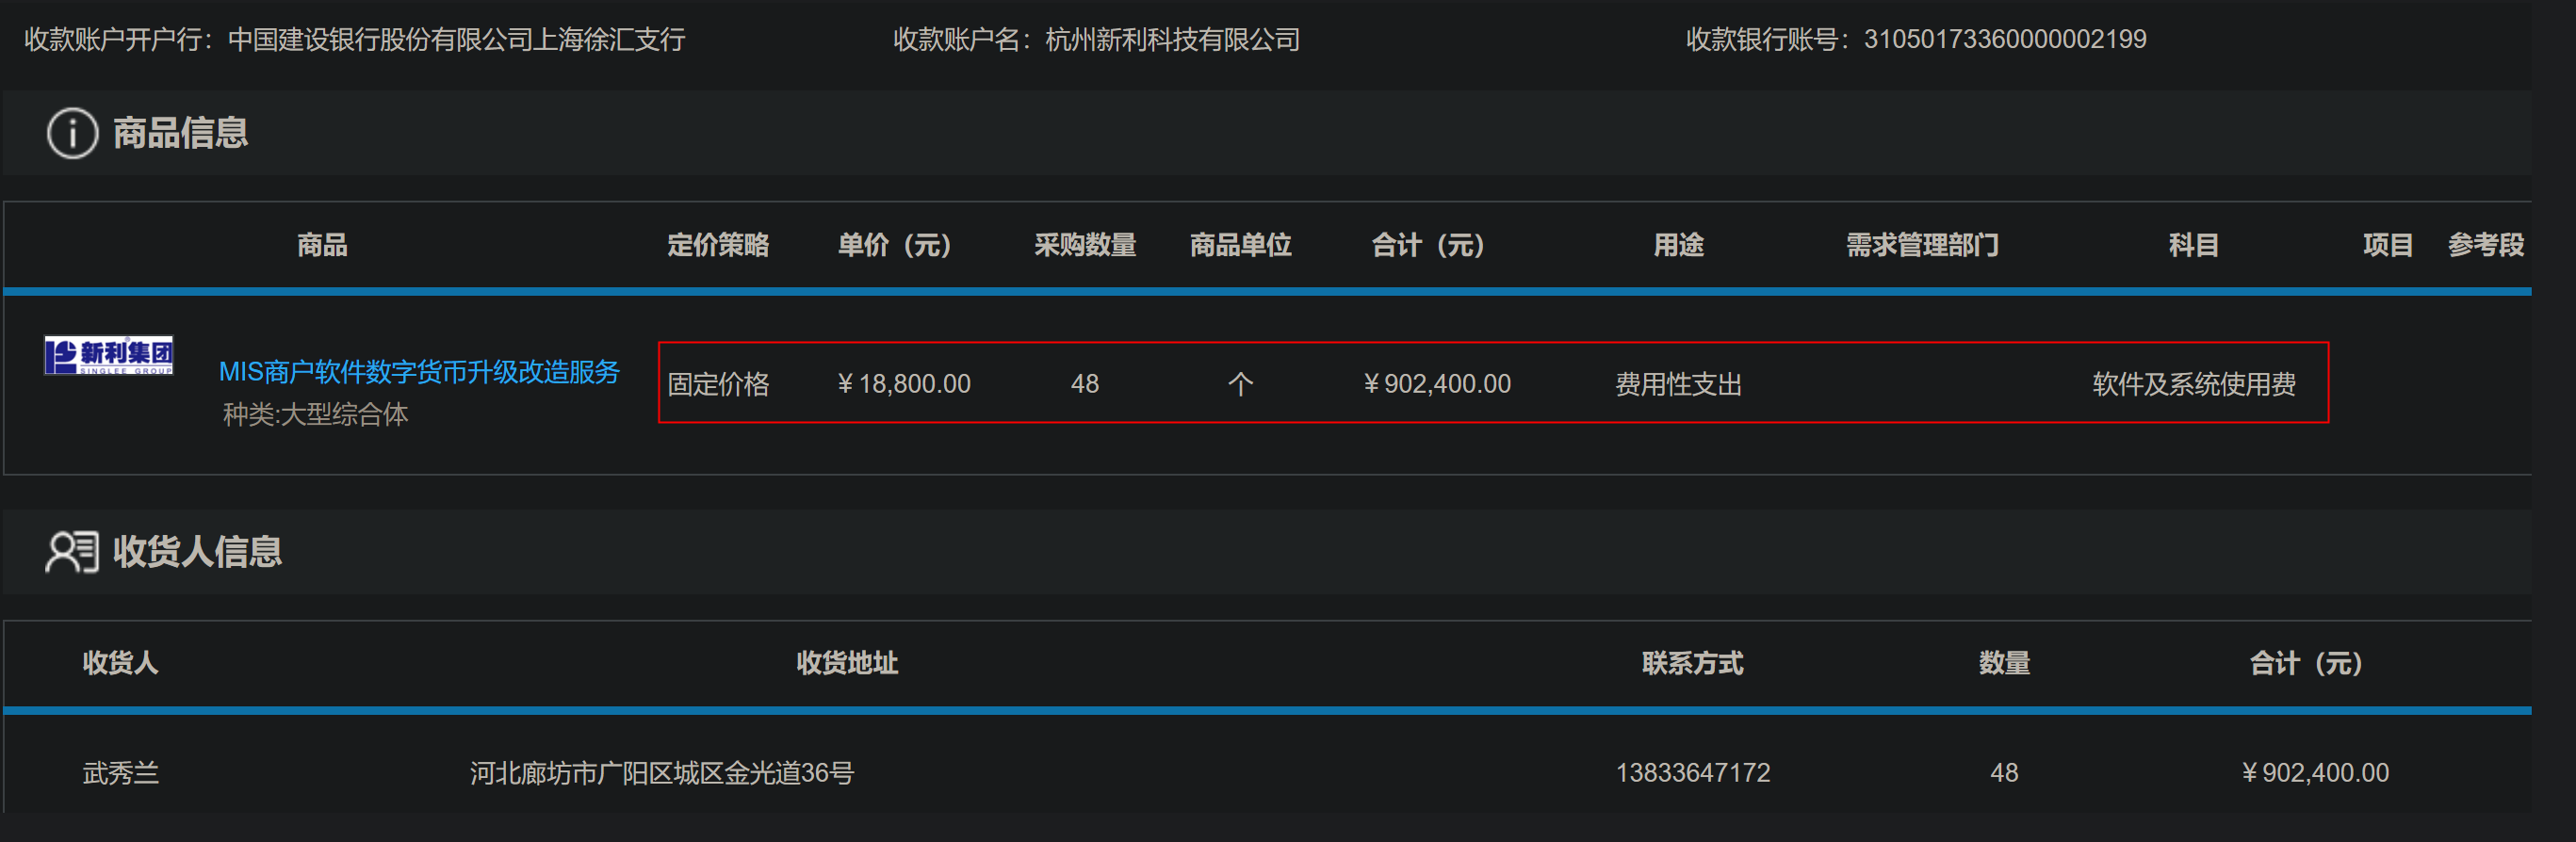 收款账户开户行：中国建设银行股份有限公司上海徐汇支行 收款账户名：杭州新利科技有限公司 收款银行账号：31050173360000002199
商品信息
商品 定价策略 单价（元） 采购数量 商品单位 合计（元） 用途 需求管理部门 科目 项目 参考段
新利集团
SINGLEE GROUP
MIS商户软件数字货币升级改造服务
种类:大型综合体
固定价格 ¥18,800.00 48 个 ¥902,400.00 费用性支出 软件及系统使用费
收货人信息
收货人 收货地址 联系方式 数量 合计（元）
武秀兰 河北廊坊市广阳区城区金光道36号 13833647172 48 ¥902,400.00